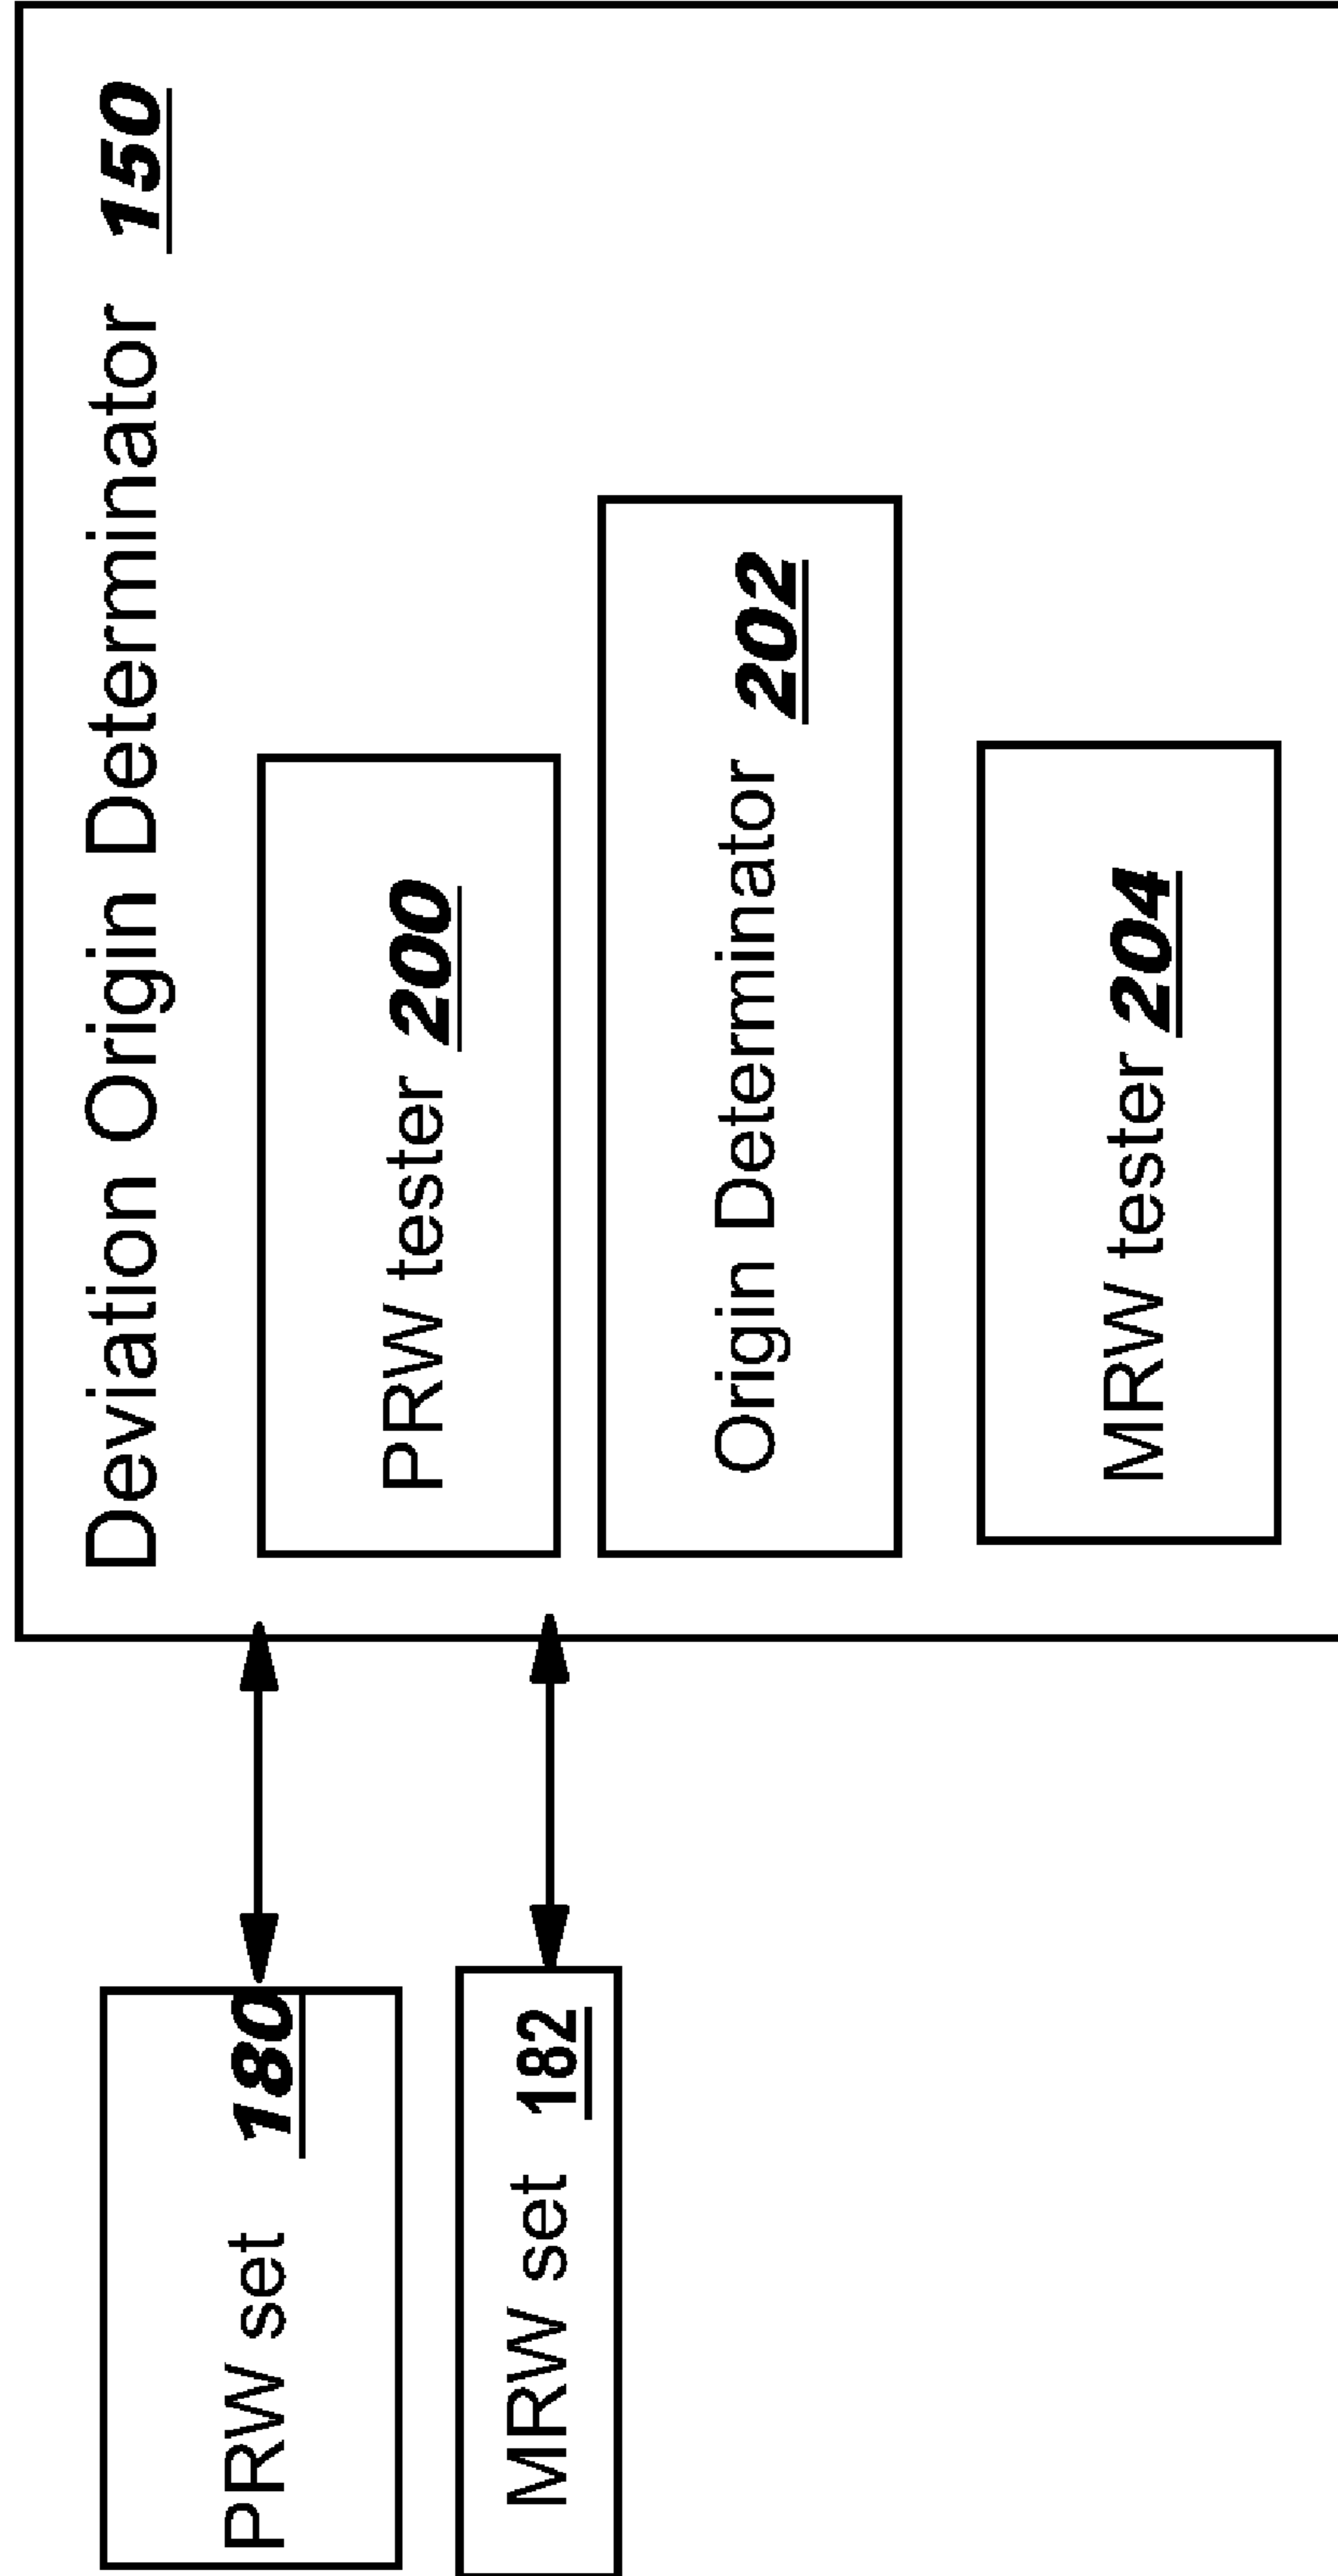 Deviation Origin Determinator 150
PRW tester 200
Origin Determinator 202
MRW tester 204
PRW set 180
MRW set 182